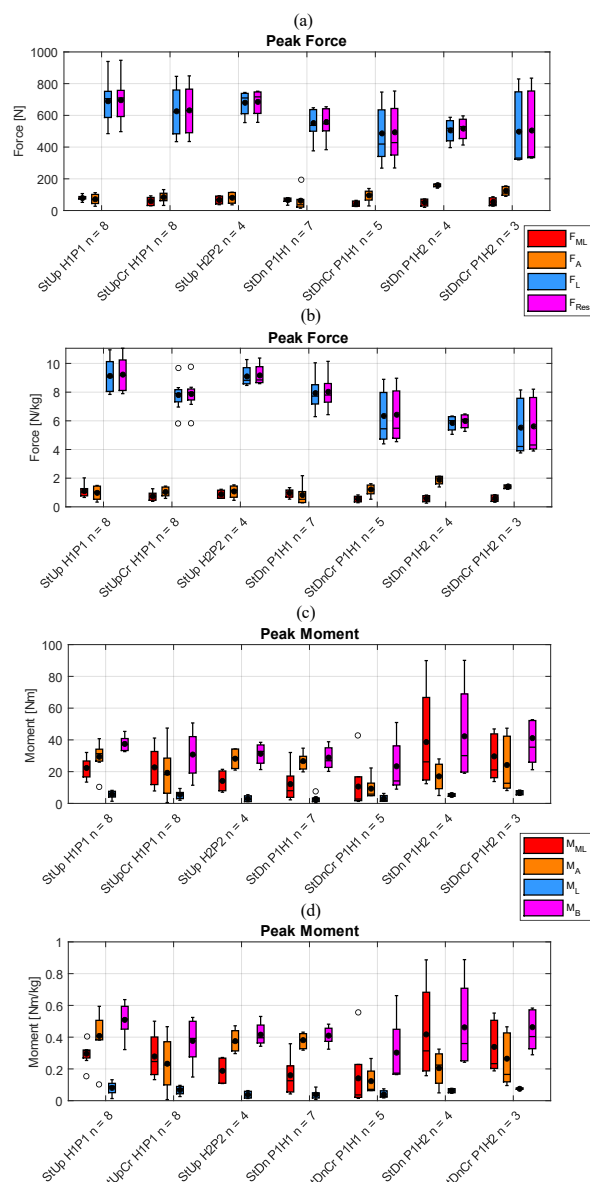 (a)
Peak Force
1000
800
600
400
200
0
Force [N]
StUp H1P1 n = 8
StUpCr H1P1 n = 8
StUp H2P2 n = 4
StDn P1H1 n = 7
StDnCr P1H1 n = 5
StDn P1H2 n = 4
StDnCr P1H2 n = 3
F_ML
F_A
F_L
F_Res
(b)
Peak Force
10
8
6
4
2
0
Force [N/kg]
StUp H1P1 n = 8
StUpCr H1P1 n = 8
StUp H2P2 n = 4
StDn P1H1 n = 7
StDnCr P1H1 n = 5
StDn P1H2 n = 4
StDnCr P1H2 n = 3
(c)
Peak Moment
100
80
60
40
20
0
Moment [Nm]
StUp H1P1 n = 8
StUpCr H1P1 n = 8
StUp H2P2 n = 4
StDn P1H1 n = 7
StDnCr P1H1 n = 5
StDn P1H2 n = 4
StDnCr P1H2 n = 3
M_ML
M_A
M_L
M_B
(d)
Peak Moment
1
0.8
0.6
0.4
0.2
0
Moment [Nm/kg]
StUp H1P1 n = 8
StUpCr H1P1 n = 8
StUp H2P2 n = 4
StDn P1H1 n = 7
StDnCr P1H1 n = 5
StDn P1H2 n = 4
StDnCr P1H2 n = 3